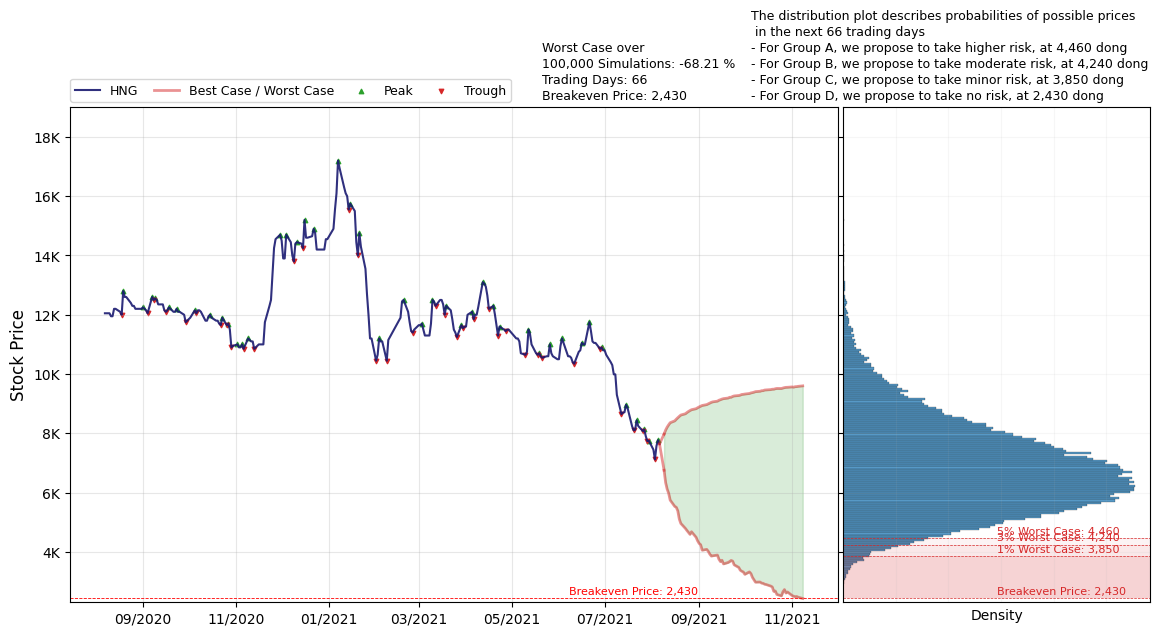 The distribution plot describes probabilities of possible prices
in the next 66 trading days
- For Group A, we propose to take higher risk, at 4,460 dong
- For Group B, we propose to take moderate risk, at 4,240 dong
- For Group C, we propose to take minor risk, at 3,850 dong
- For Group D, we propose to take no risk, at 2,430 dong
Worst Case over
100,000 Simulations: -68.21 %
Trading Days: 66
Breakeven Price: 2,430
HNG
Best Case / Worst Case
Peak
Trough
Stock Price
18K
16K
14K
12K
10K
8K
6K
4K
09/2020
11/2020
01/2021
03/2021
05/2021
07/2021
09/2021
11/2021
Breakeven Price: 2,430
5% Worst Case: 4,460
3% Worst Case: 4,240
1% Worst Case: 3,850
Breakeven Price: 2,430
Density